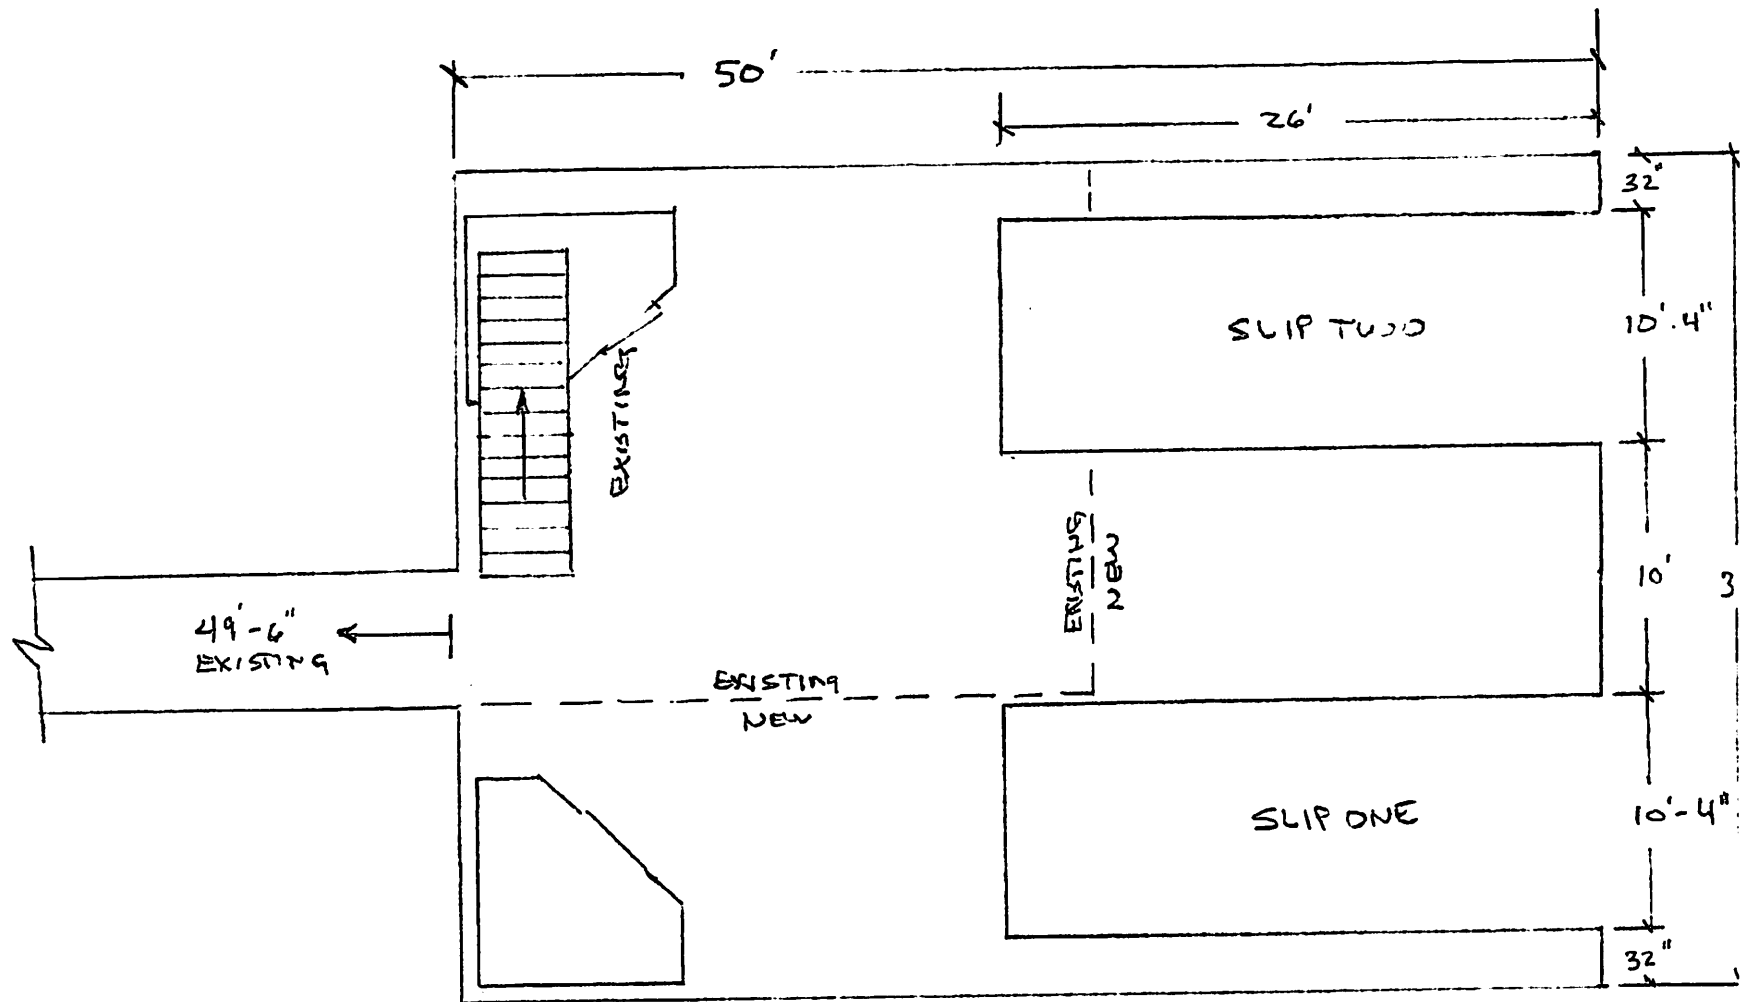 50'
26'
32"
SLIP TWO
10'.4"
EXISTING
EXISTING
NEW
10'
3
49'-6"
EXISTING
EXISTING
NEW
SLIP ONE
10'-4"
32"